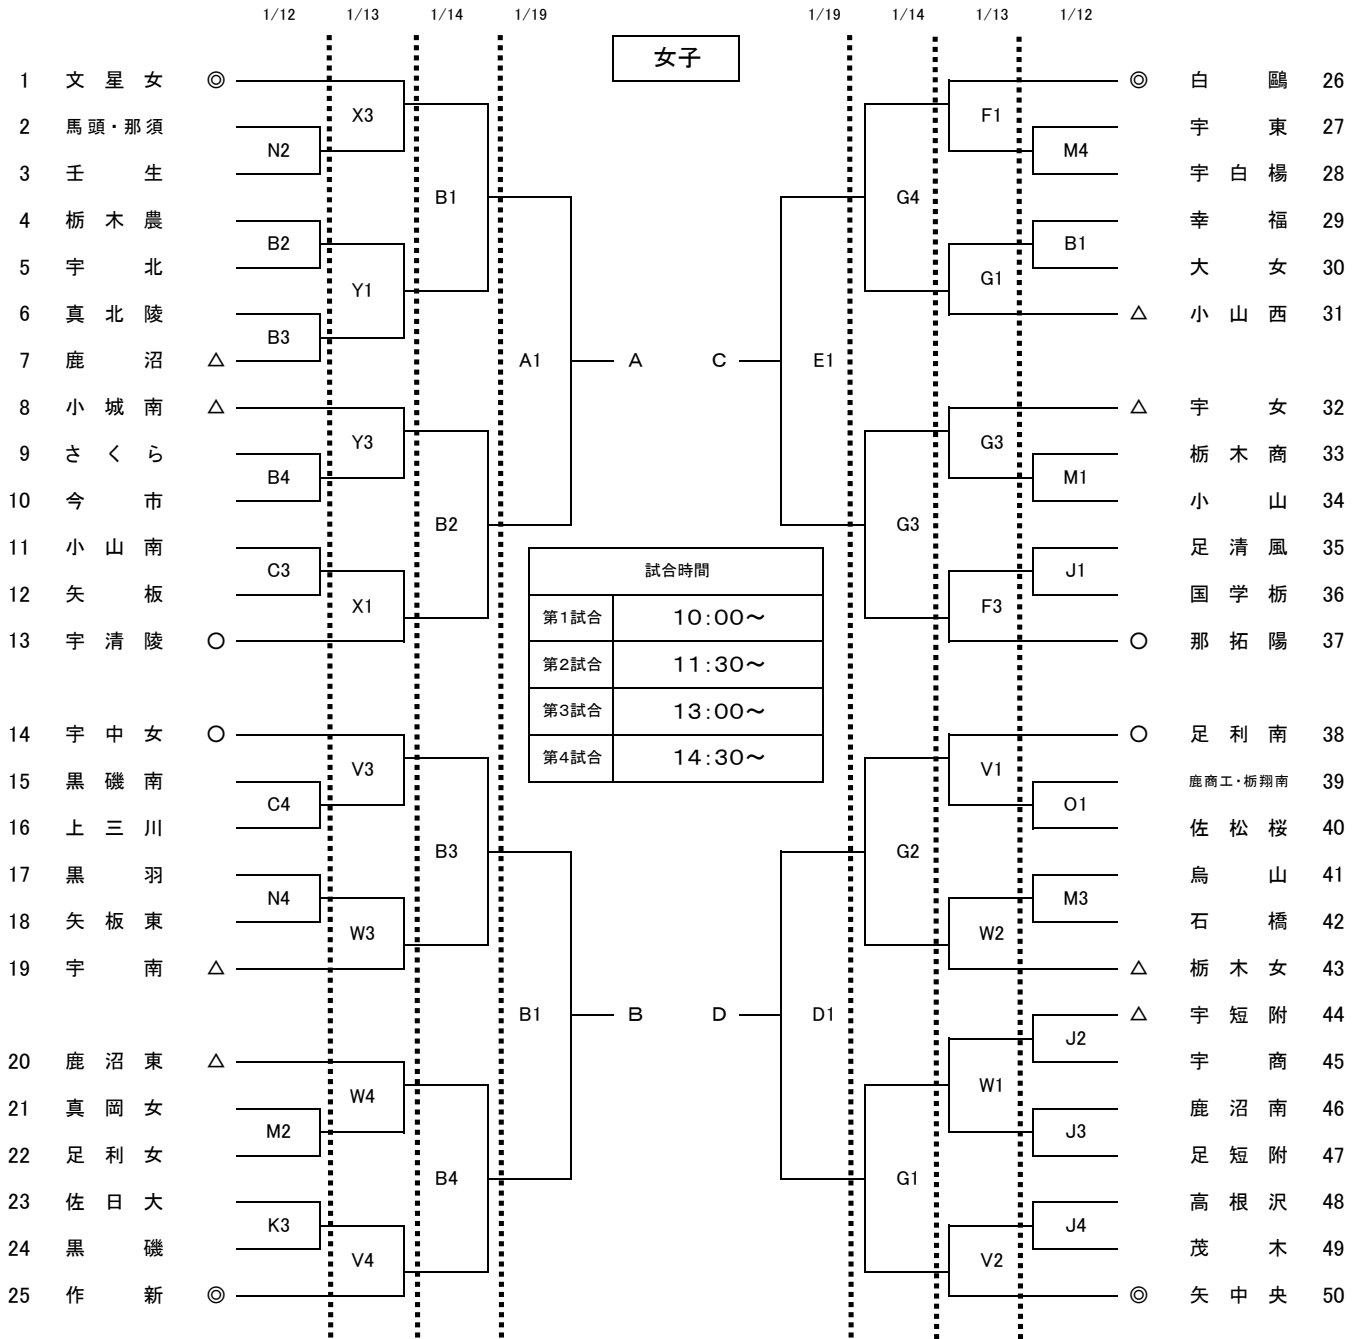 1/12 1/13 1/14 1/19 1/19 1/14 1/13 1/12
女子
1 文星女 ◎ ◎ 白鷗 26
X3 F1
2 馬頭・那須 宇東 27
N2 M4
3 壬生 宇白楊 28
B1 G4
4 栃木農 幸福 29
B2 B1
5 宇北 大女 30
Y1 G1
6 真北陵 △ 小山西 31
B3
7 鹿沼 △
A1 A C E1
8 小城南 △ △ 宇女 32
Y3 G3
9 さくら 栃木商 33
B4 M1
10 今市 小山 34
B2 G3
11 小山南 足清風 35
C3 J1
12 矢板 国学栃 36
X1 F3
13 宇清陵 ○ ○ 那拓陽 37
試合時間
第1試合 10:00～
第2試合 11:30～
第3試合 13:00～
第4試合 14:30～
14 宇中女 ○ ○ 足利南 38
V3 V1
15 黒磯南 鹿商工・栃翔南 39
C4 O1
16 上三川 佐松桜 40
B3 G2
17 黒羽 烏山 41
N4 M3
18 矢板東 石橋 42
W3 W2
19 宇南 △ △ 栃木女 43
B1 B D D1
△ 宇短附 44
J2
20 鹿沼東 △ 宇商 45
W4 W1
21 真岡女 鹿沼南 46
M2 J3
22 足利女 足短附 47
B4 G1
23 佐日大 高根沢 48
K3 J4
24 黒磯 茂木 49
V4 V2
25 作新 ◎ ◎ 矢中央 50